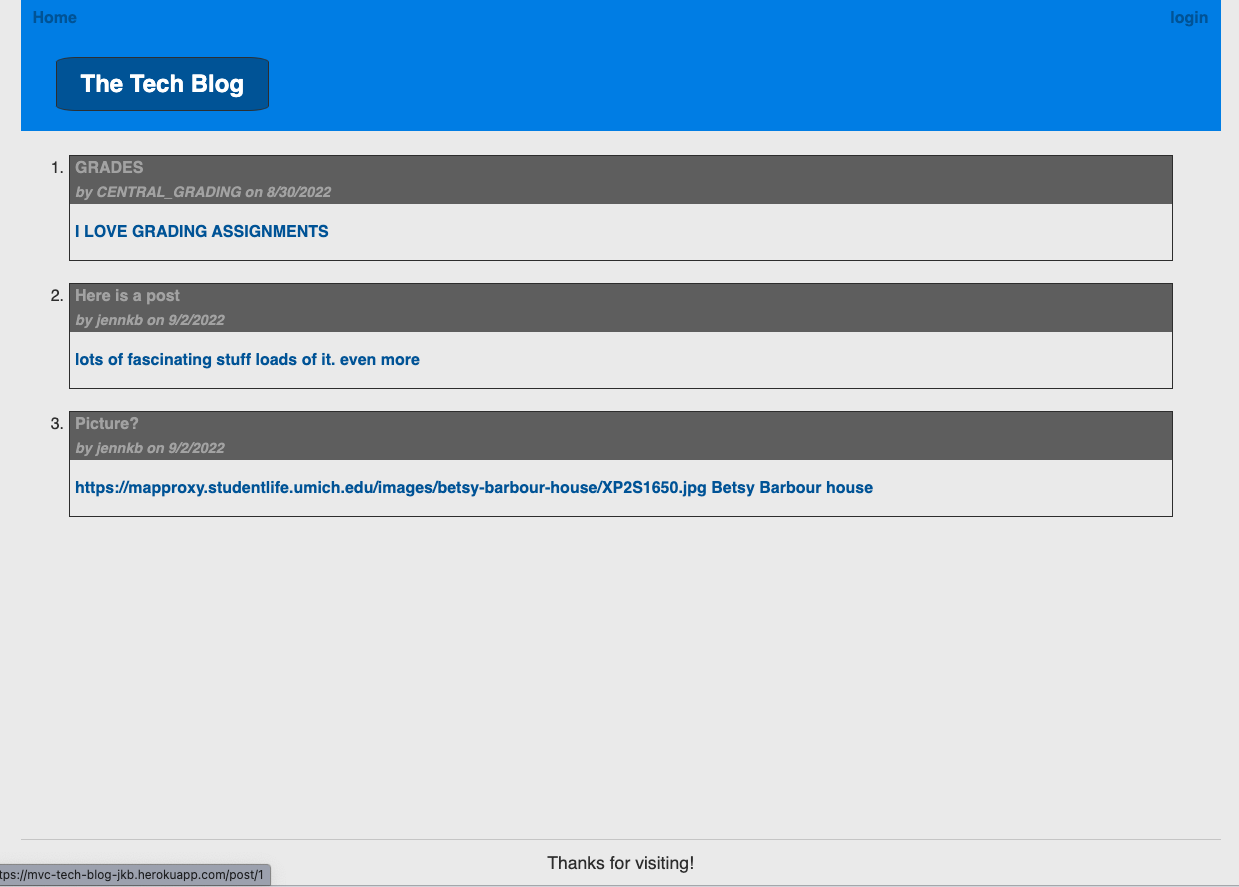 Home
login
The Tech Blog
1. GRADES
by CENTRAL_GRADING on 8/30/2022
I LOVE GRADING ASSIGNMENTS
2. Here is a post
by jennkb on 9/2/2022
lots of fascinating stuff loads of it. even more
3. Picture?
by jennkb on 9/2/2022
https://mapproxy.studentlife.umich.edu/images/betsy-barbour-house/XP2S1650.jpg Betsy Barbour house
Thanks for visiting!
tps://mvc-tech-blog-jkb.herokuapp.com/post/1